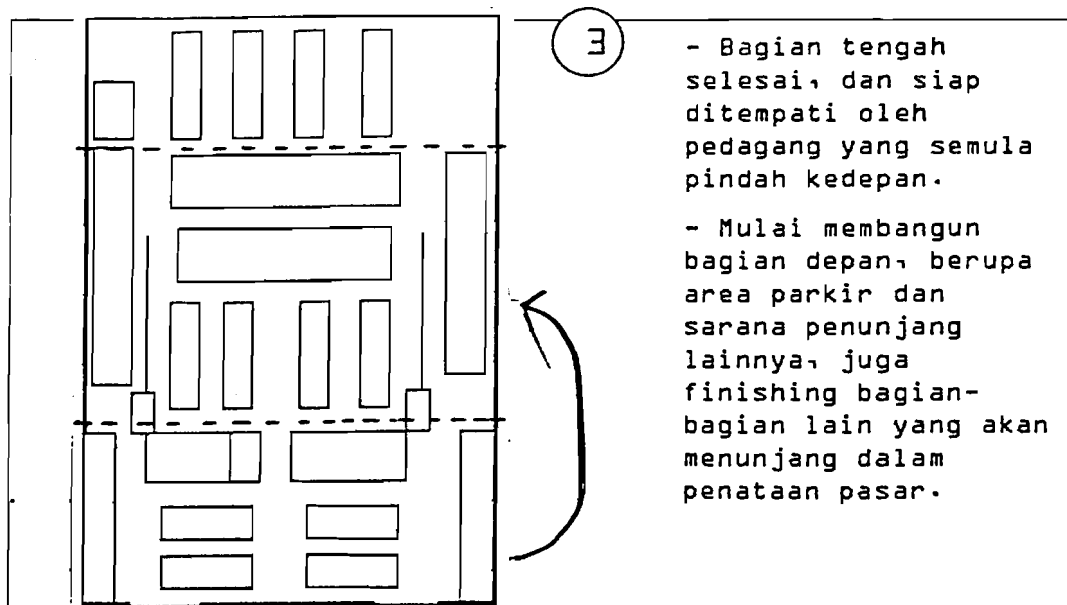 3
- Bagian tengah
selesai, dan siap
ditempati oleh
pedagang yang semula
pindah kedepan.
- Mulai membangun
bagian depan, berupa
area parkir dan
sarana penunjang
lainnya, juga
finishing bagian-
bagian lain yang akan
menunjang dalam
penataan pasar.